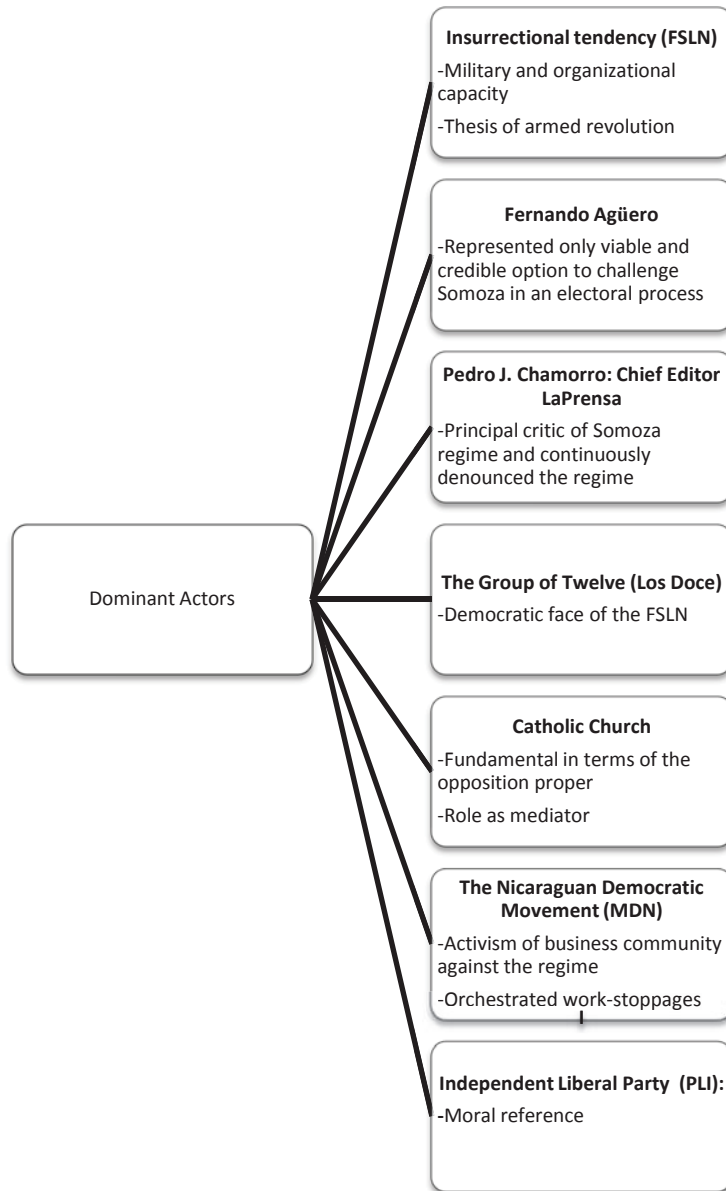 Insurrectional tendency (FSLN)
-Military and organizational
capacity
-Thesis of armed revolution
Fernando Agüero
-Represented only viable and
credible option to challenge
Somoza in an electoral process
Pedro J. Chamorro: Chief Editor
LaPrensa
-Principal critic of Somoza
regime and continuously
denounced the regime
Dominant Actors
The Group of Twelve (Los Doce)
-Democratic face of the FSLN
Catholic Church
-Fundamental in terms of the
opposition proper
-Role as mediator
The Nicaraguan Democratic
Movement (MDN)
-Activism of business community
against the regime
-Orchestrated work-stoppages
Independent Liberal Party (PLI):
-Moral reference